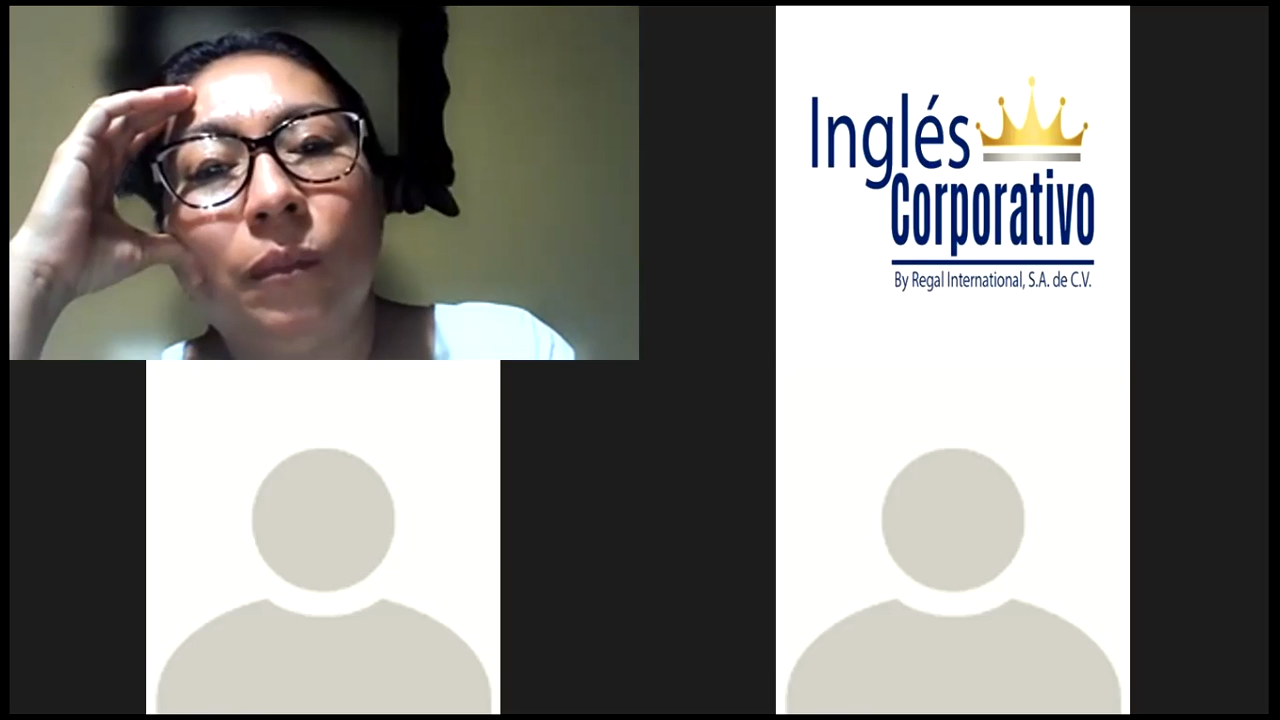 Inglés
Corporativo
By Regal International, S.A. de C.V.